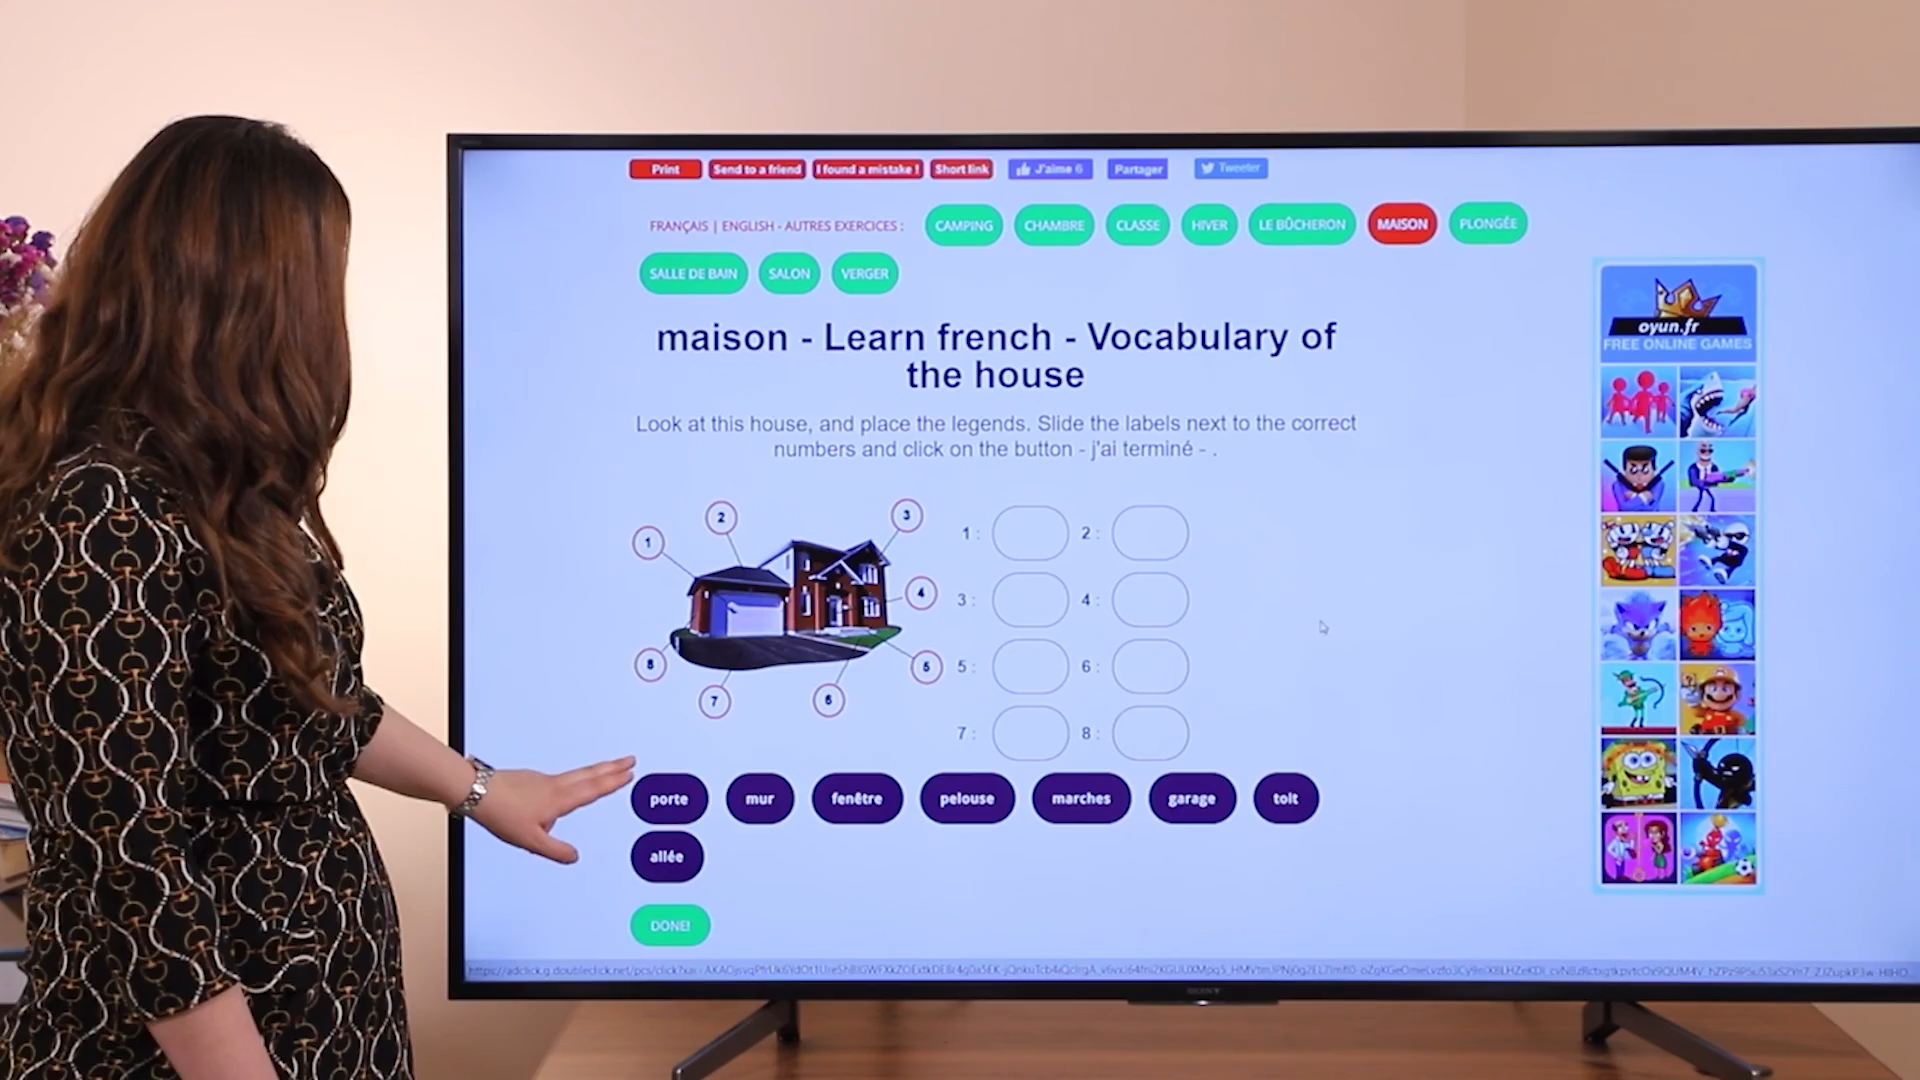 Print Send to a friend I found a mistake ! Short link J'aime 6 Partager Tweeter
FRANÇAIS | ENGLISH - AUTRES EXERCICES : CAMPING CHAMBRE CLASSE HIVER LE BÛCHERON MAISON PLONGÉE
SALLE DE BAIN SALON VERGER
maison - Learn french - Vocabulary of
the house
Look at this house, and place the legends. Slide the labels next to the correct
numbers and click on the button - j'ai terminé - .
1 2 3 4 5 6 7 8
1 : 2 :
3 : 4 :
5 : 6 :
7 : 8 :
porte mur fenêtre pelouse marches garage toit
allée
DONE!
oyun.fr
FREE ONLINE GAMES
SONY